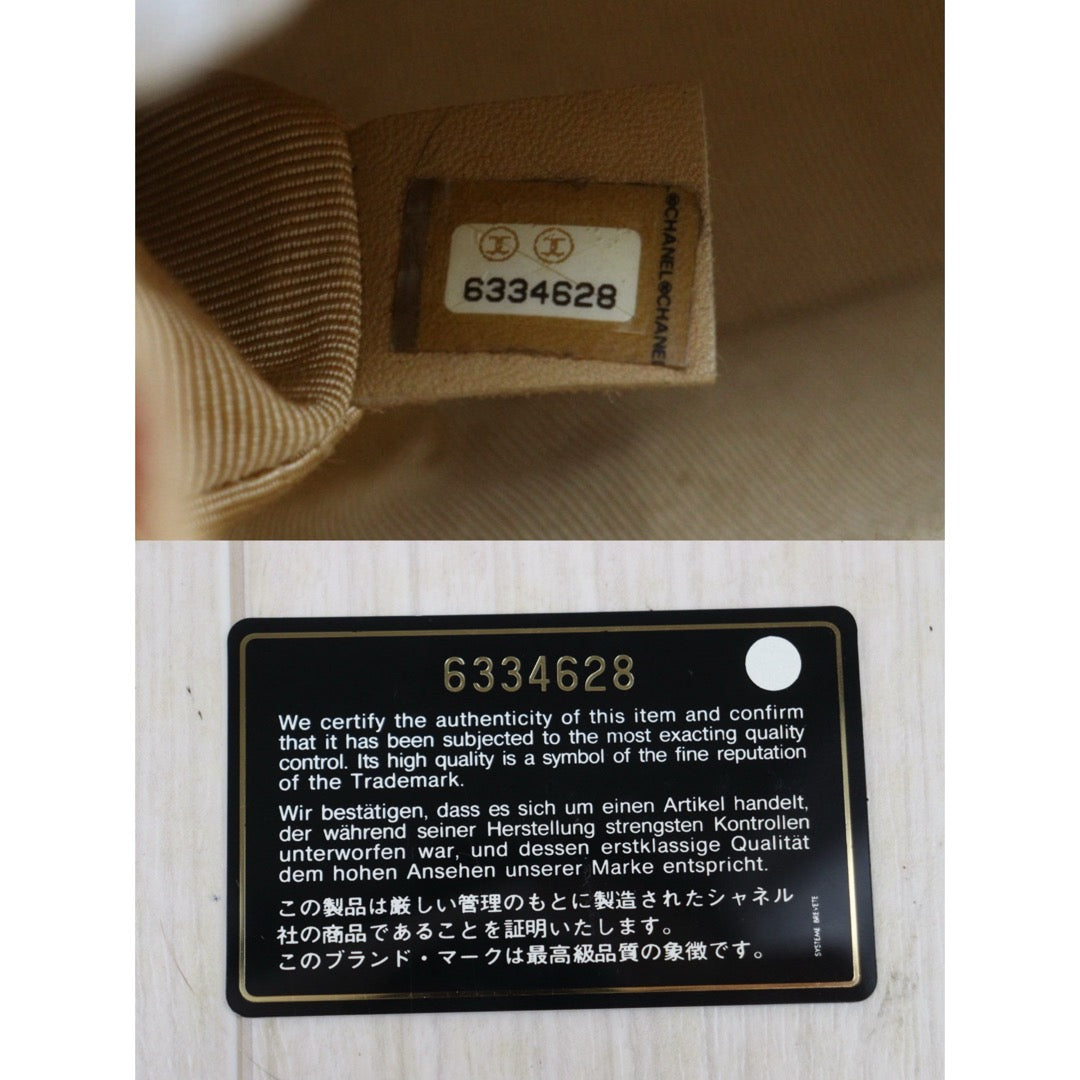 6334628
@CHANEL@CHANEL
6334628
We certify the authenticity of this item and confirm
that it has been subjected to the most exacting quality
control. Its high quality is a symbol of the fine reputation
of the Trademark.
Wir bestätigen, dass es sich um einen Artikel handelt,
der während seiner Herstellung strengsten Kontrollen
unterworfen war, und dessen erstklassige Qualität
dem hohen Ansehen unserer Marke entspricht.
この製品は厳しい管理のもとに製造されたシャネル
社の商品であることを証明いたします。
このブランド・マークは最高級品質の象徴です。
SYSTEME BREVETE